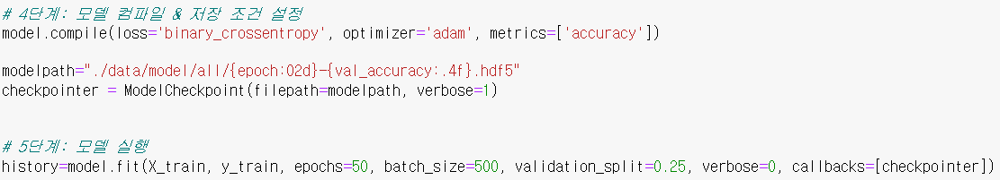 # 4단계: 모델 컴파일 & 저장 조건 설정
model.compile(loss='binary_crossentropy', optimizer='adam', metrics=['accuracy'])
modelpath="./data/model/all/{epoch:02d}-{val_accuracy:.4f}.hdf5"
checkpointer = ModelCheckpoint(filepath=modelpath, verbose=1)
# 5단계: 모델 실행
history=model.fit(X_train, y_train, epochs=50, batch_size=500, validation_split=0.25, verbose=0, callbacks=[checkpointer])